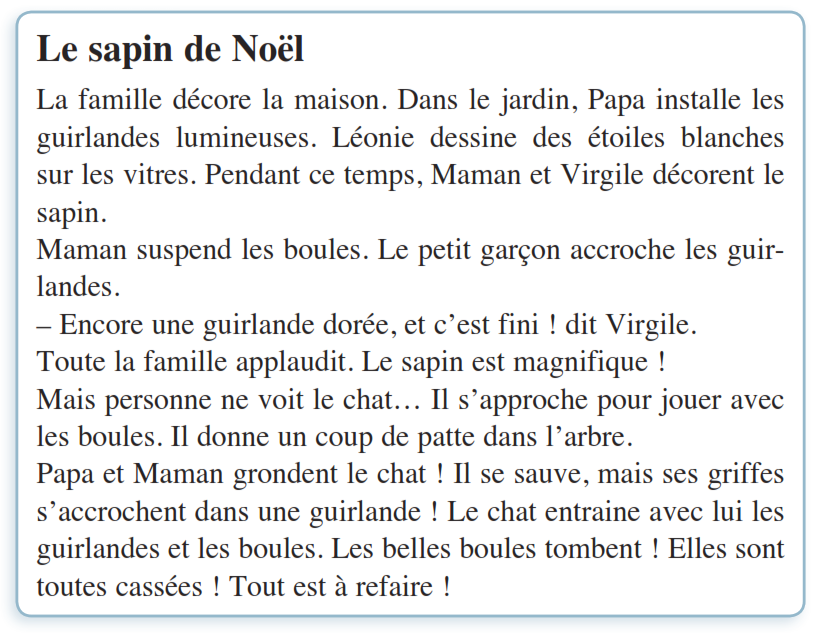 Le sapin de Noël
La famille décore la maison. Dans le jardin, Papa installe les
guirlandes lumineuses. Léonie dessine des étoiles blanches
sur les vitres. Pendant ce temps, Maman et Virgile décorent le
sapin.
Maman suspend les boules. Le petit garçon accroche les guir-
landes.
– Encore une guirlande dorée, et c’est fini ! dit Virgile.
Toute la famille applaudit. Le sapin est magnifique !
Mais personne ne voit le chat… Il s’approche pour jouer avec
les boules. Il donne un coup de patte dans l’arbre.
Papa et Maman grondent le chat ! Il se sauve, mais ses griffes
s’accrochent dans une guirlande ! Le chat entraine avec lui les
guirlandes et les boules. Les belles boules tombent ! Elles sont
toutes cassées ! Tout est à refaire !